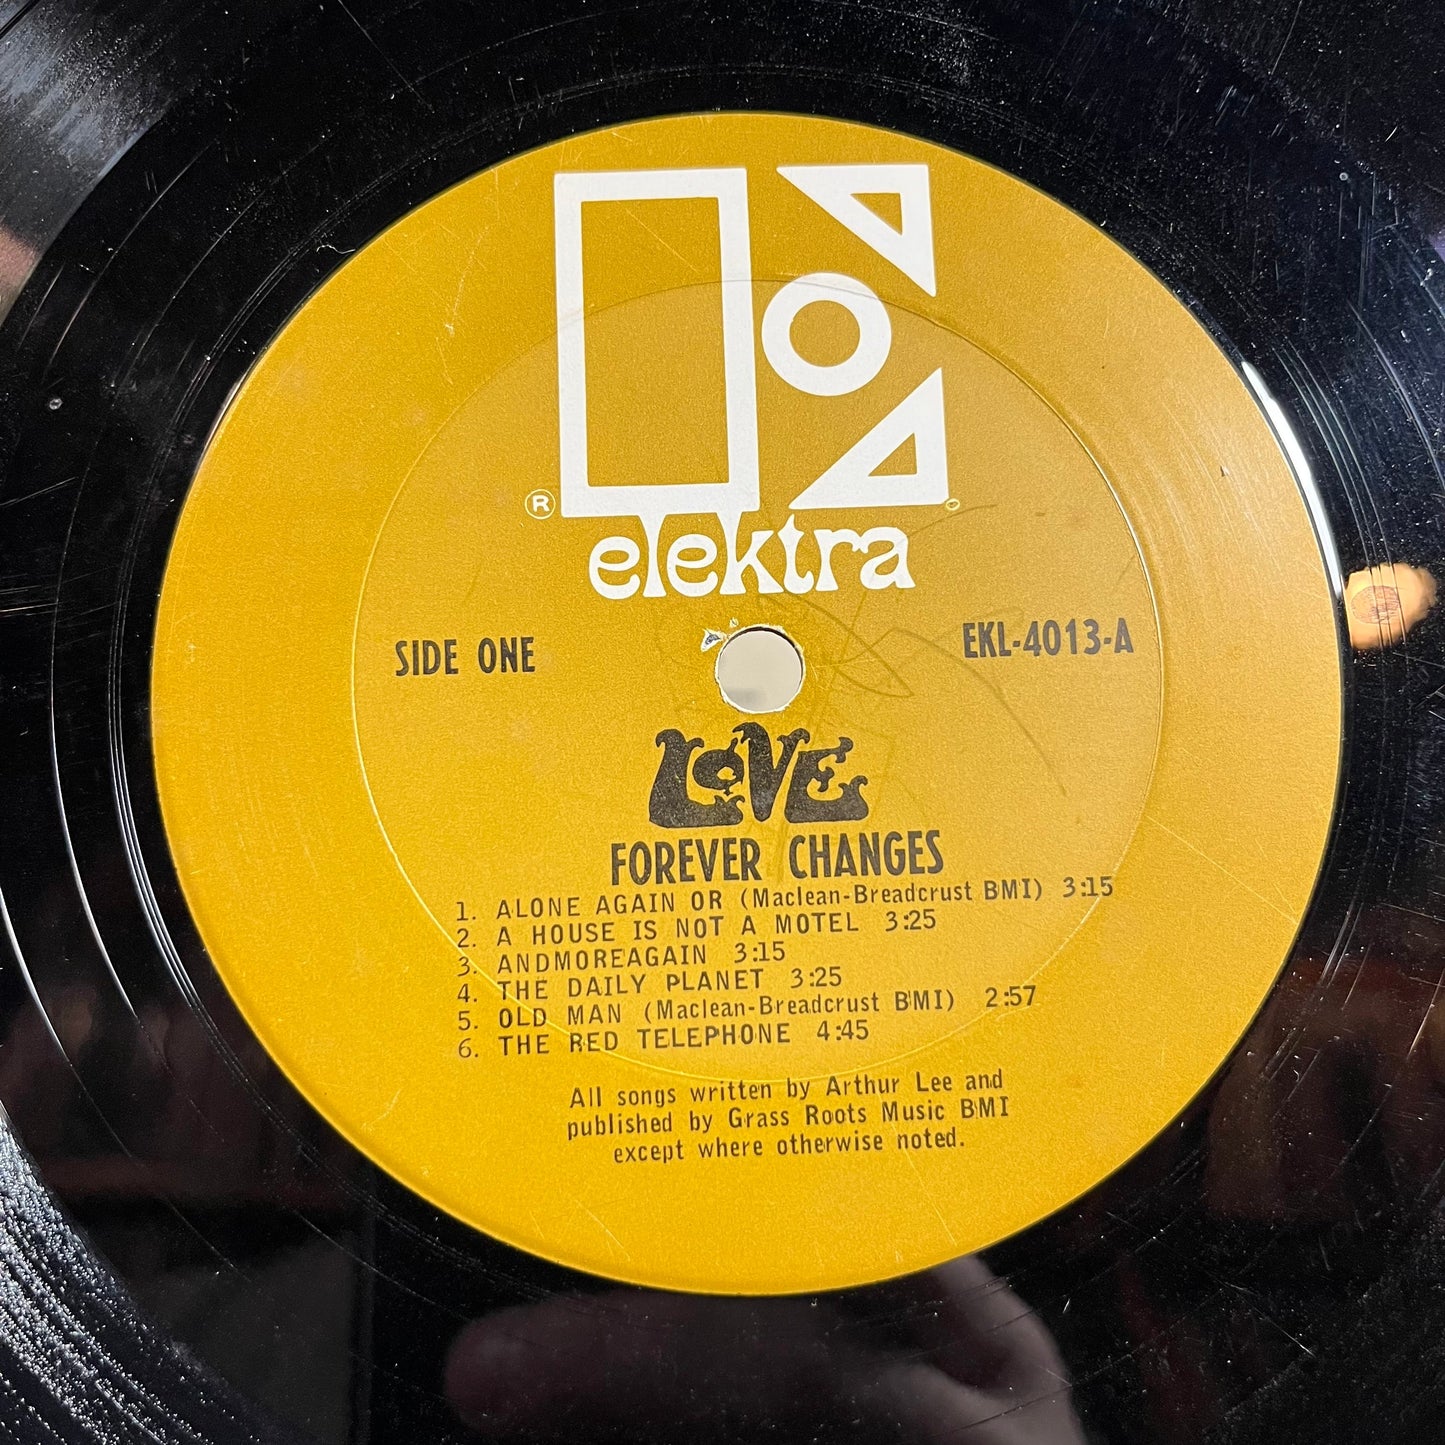 ®
elektra
SIDE ONE
EKL-4013-A
LOVE
FOREVER CHANGES
1. ALONE AGAIN OR (Maclean-Breadcrust BMI) 3:15
2. A HOUSE IS NOT A MOTEL 3:25
3. ANDMOREAGAIN 3:15
4. THE DAILY PLANET 3:25
5. OLD MAN (Maclean-Breadcrust BMI) 2:57
6. THE RED TELEPHONE 4:45
All songs written by Arthur Lee and
published by Grass Roots Music BMI
except where otherwise noted.